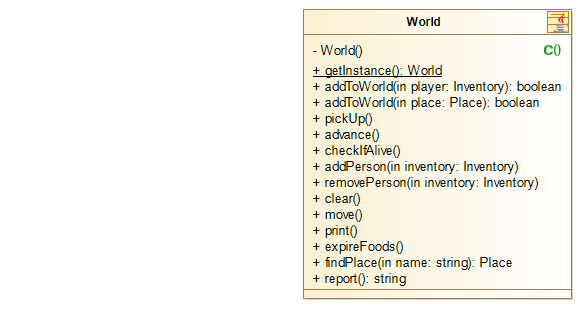 World
- World() C()
+ getInstance(): World
+ addToWorld(in player: Inventory): boolean
+ addToWorld(in place: Place): boolean
+ pickUp()
+ advance()
+ checkIfAlive()
+ addPerson(in inventory: Inventory)
+ removePerson(in inventory: Inventory)
+ clear()
+ move()
+ print()
+ expireFoods()
+ findPlace(in name: string): Place
+ report(): string